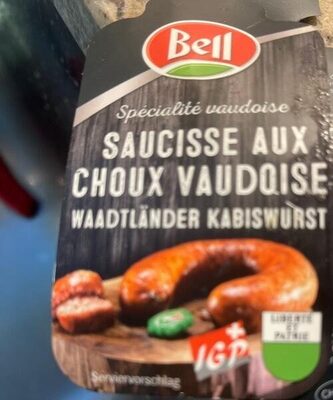 Bell
Spécialité vaudoise
SAUCISSE AUX
CHOUX VAUDOISE
WAADTLÄNDER KABISWURST
IGP
LIBERTÉ
ET
PATRIE
Serviervorschlag